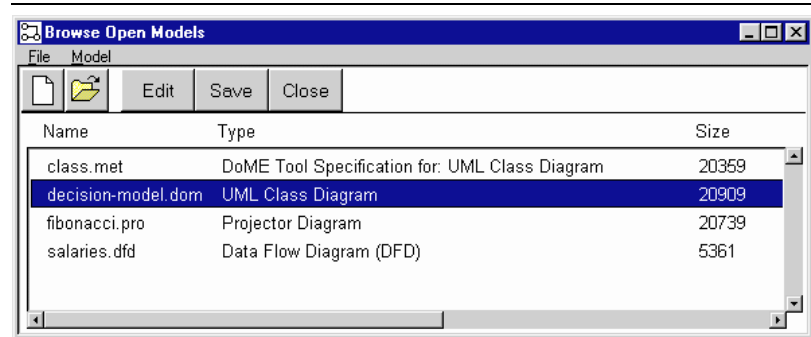 Browse Open Models
File Model
Edit Save Close
Name Type Size
class.met DoME Tool Specification for: UML Class Diagram 20359
decision-model.dom UML Class Diagram 20909
fibonacci.pro Projector Diagram 20739
salaries.dfd Data Flow Diagram (DFD) 5361